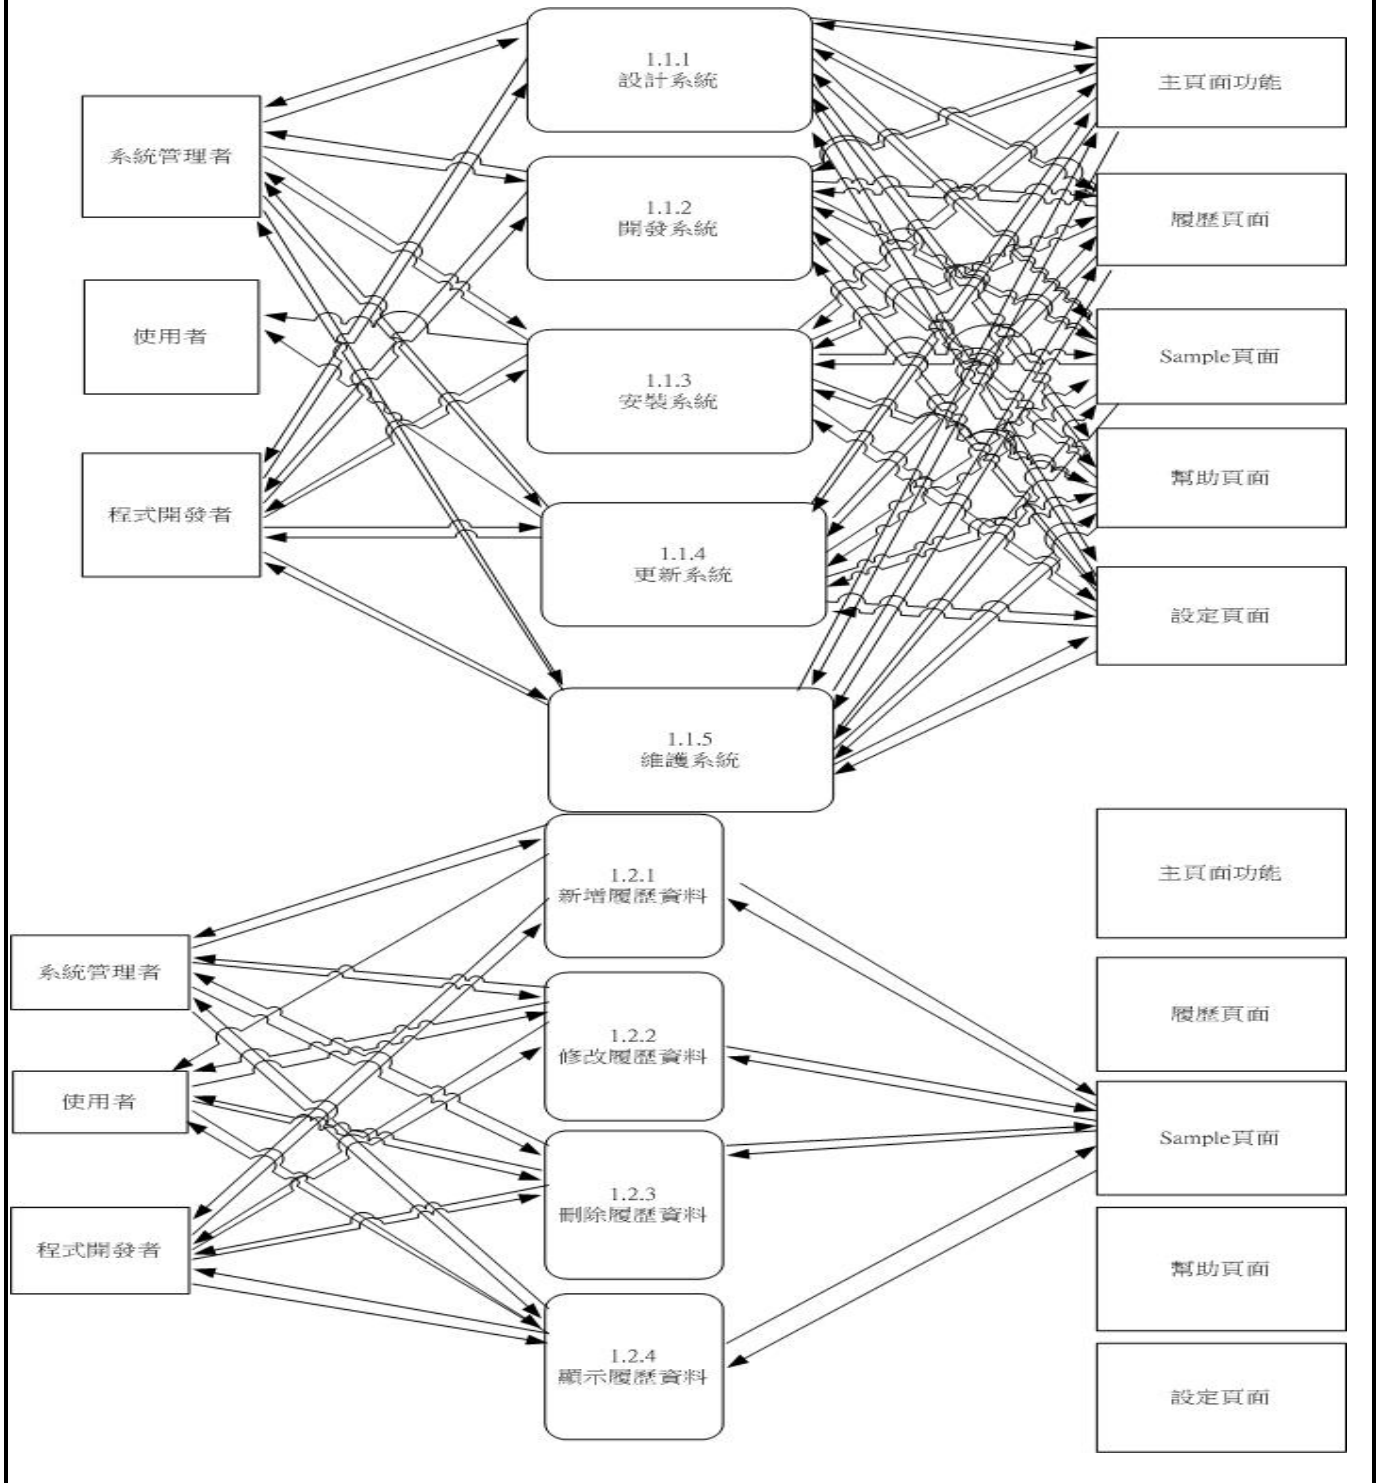 1.1.1
設計系統
主頁面功能
系統管理者
1.1.2
開發系統
履歷頁面
使用者
Sample頁面
1.1.3
安裝系統
幫助頁面
程式開發者
1.1.4
更新系統
設定頁面
1.1.5
維護系統
1.2.1
新增履歷資料
主頁面功能
系統管理者
履歷頁面
1.2.2
修改履歷資料
使用者
Sample頁面
1.2.3
刪除履歷資料
程式開發者
幫助頁面
1.2.4
顯示履歷資料
設定頁面